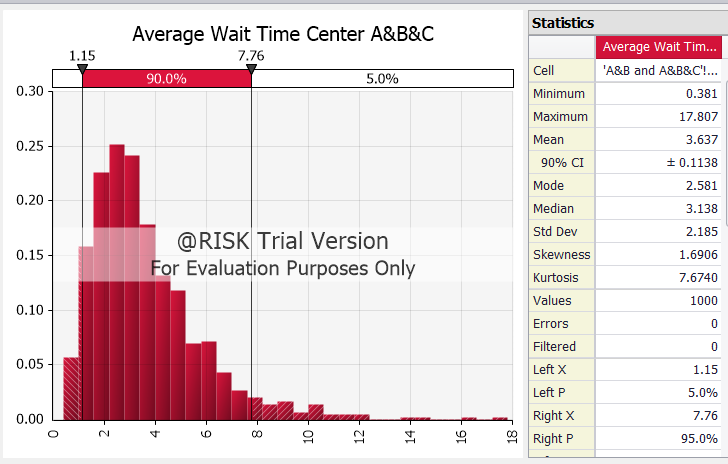 Average Wait Time Center A&B&C
1.15 7.76
90.0% 5.0%
0.30
0.25
0.20
0.15
0.10
0.05
0.00
0 2 4 6 8 10 12 14 16 18
@RISK Trial Version
For Evaluation Purposes Only
Statistics
Average Wait Tim...
Cell 'A&B and A&B&C'!...
Minimum 0.381
Maximum 17.807
Mean 3.637
90% CI ± 0.1138
Mode 2.581
Median 3.138
Std Dev 2.185
Skewness 1.6906
Kurtosis 7.6740
Values 1000
Errors 0
Filtered 0
Left X 1.15
Left P 5.0%
Right X 7.76
Right P 95.0%